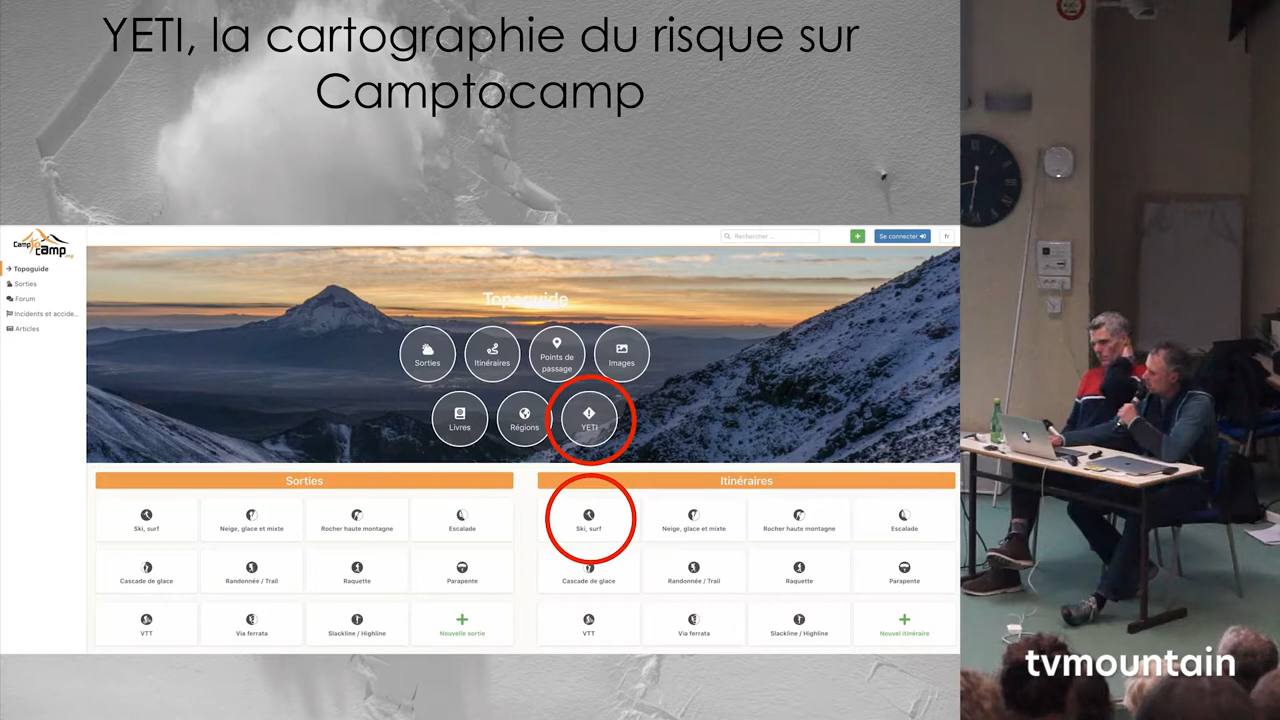 YETI, la cartographie du risque sur
Camptocamp
Camp to camp.org
Rechercher ...
Se connecter
fr
Topoguide
Sorties
Forum
Incidents et accide...
Articles
Topoguide
Sorties
Itinéraires
Points de
passage
Images
Livres
Régions
YETI
Sorties
Itinéraires
Ski, surf
Neige, glace et mixte
Rocher haute montagne
Escalade
Ski, surf
Neige, glace et mixte
Rocher haute montagne
Escalade
Cascade de glace
Randonnée / Trail
Raquette
Parapente
Cascade de glace
Randonnée / Trail
Raquette
Parapente
VTT
Via ferrata
Slackline / Highline
Nouvelle sortie
VTT
Via ferrata
Slackline / Highline
Nouvel itinéraire
tvmountain